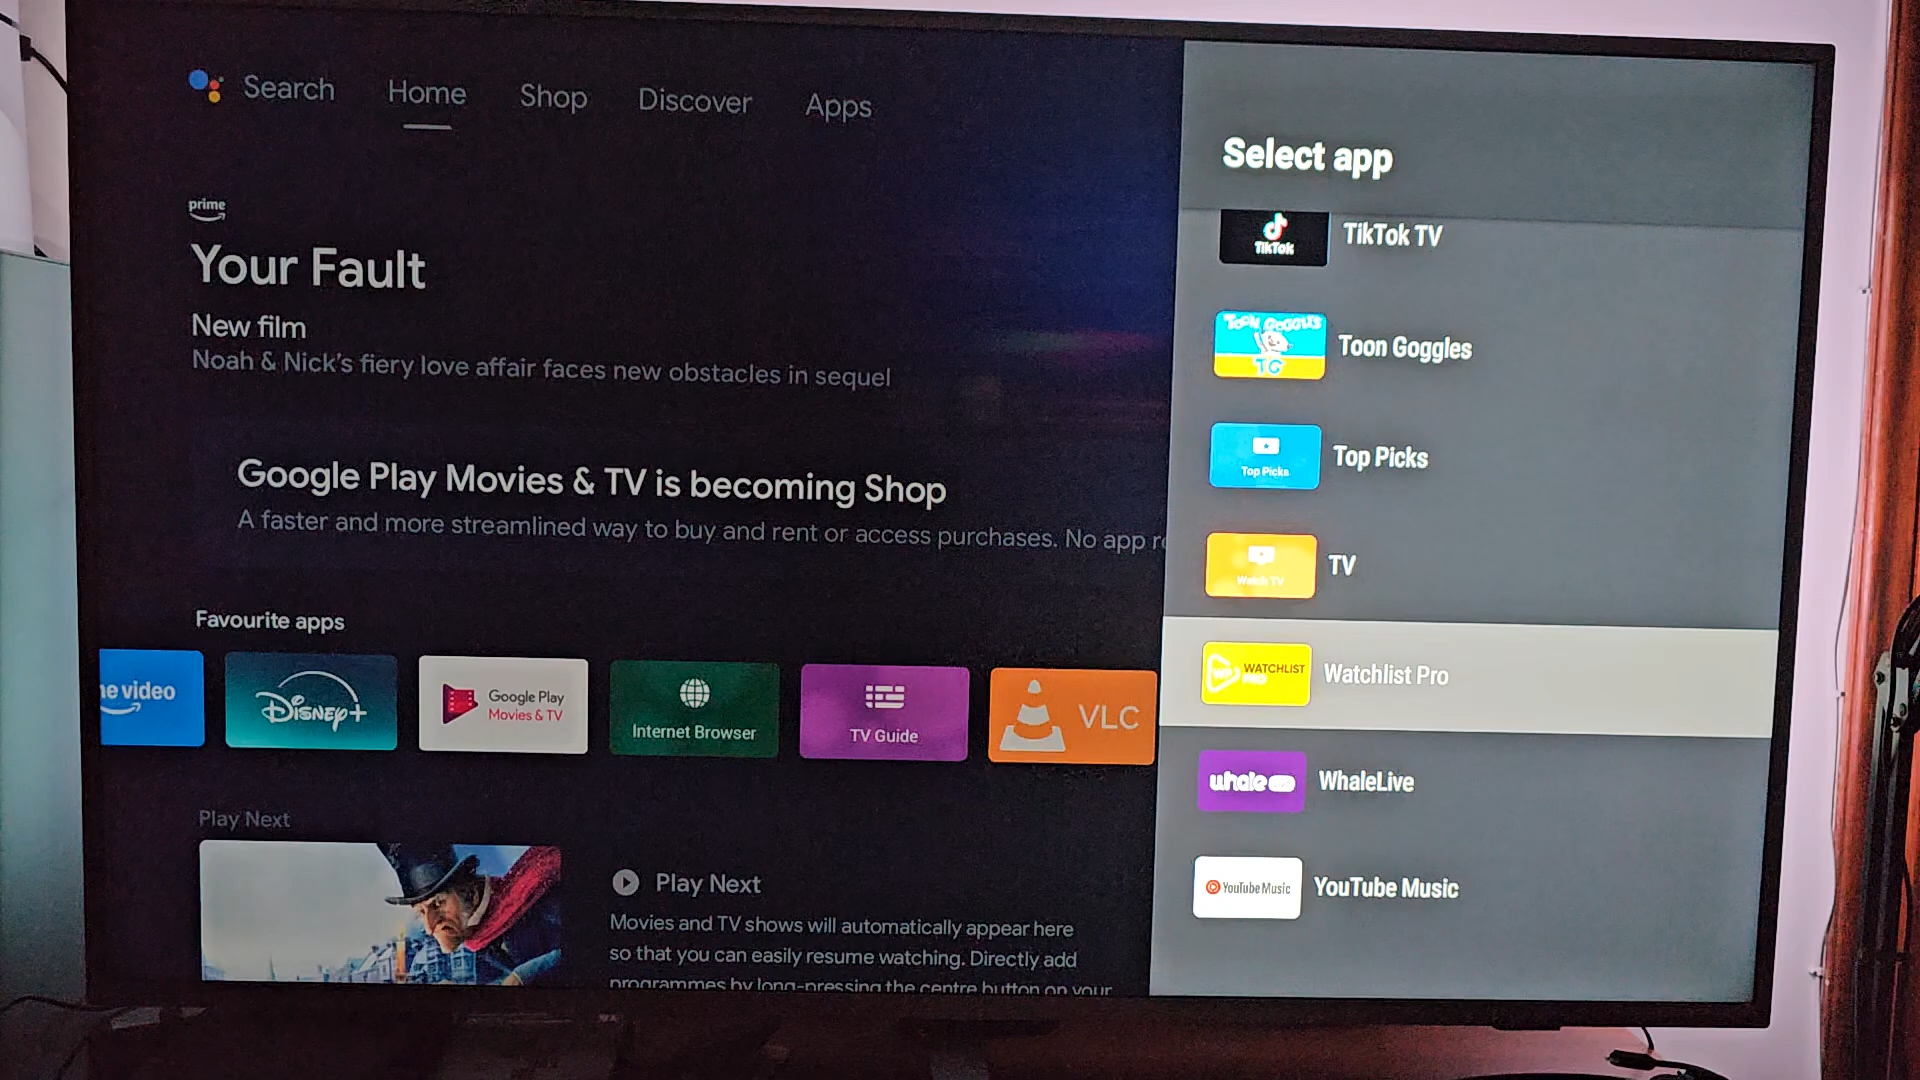 Search
Home
Shop
Discover
Apps
prime
Your Fault
New film
Noah & Nick's fiery love affair faces new obstacles in sequel
Google Play Movies & TV is becoming Shop
A faster and more streamlined way to buy and rent or access purchases. No app
Favourite apps
video
Disney+
Google Play
Movies & TV
Internet Browser
TV Guide
VLC
Play Next
Play Next
Movies and TV shows will automatically appear here
so that you can easily resume watching. Directly add
programmes by long-pressing the centre button on your
Select app
TikTok
TikTok TV
TOON GOGGLES
TG
Toon Goggles
Top Picks
Top Picks
Watch TV
TV
WP
WATCHLIST
PRO
Watchlist Pro
whale
WhaleLive
YouTube Music
YouTube Music